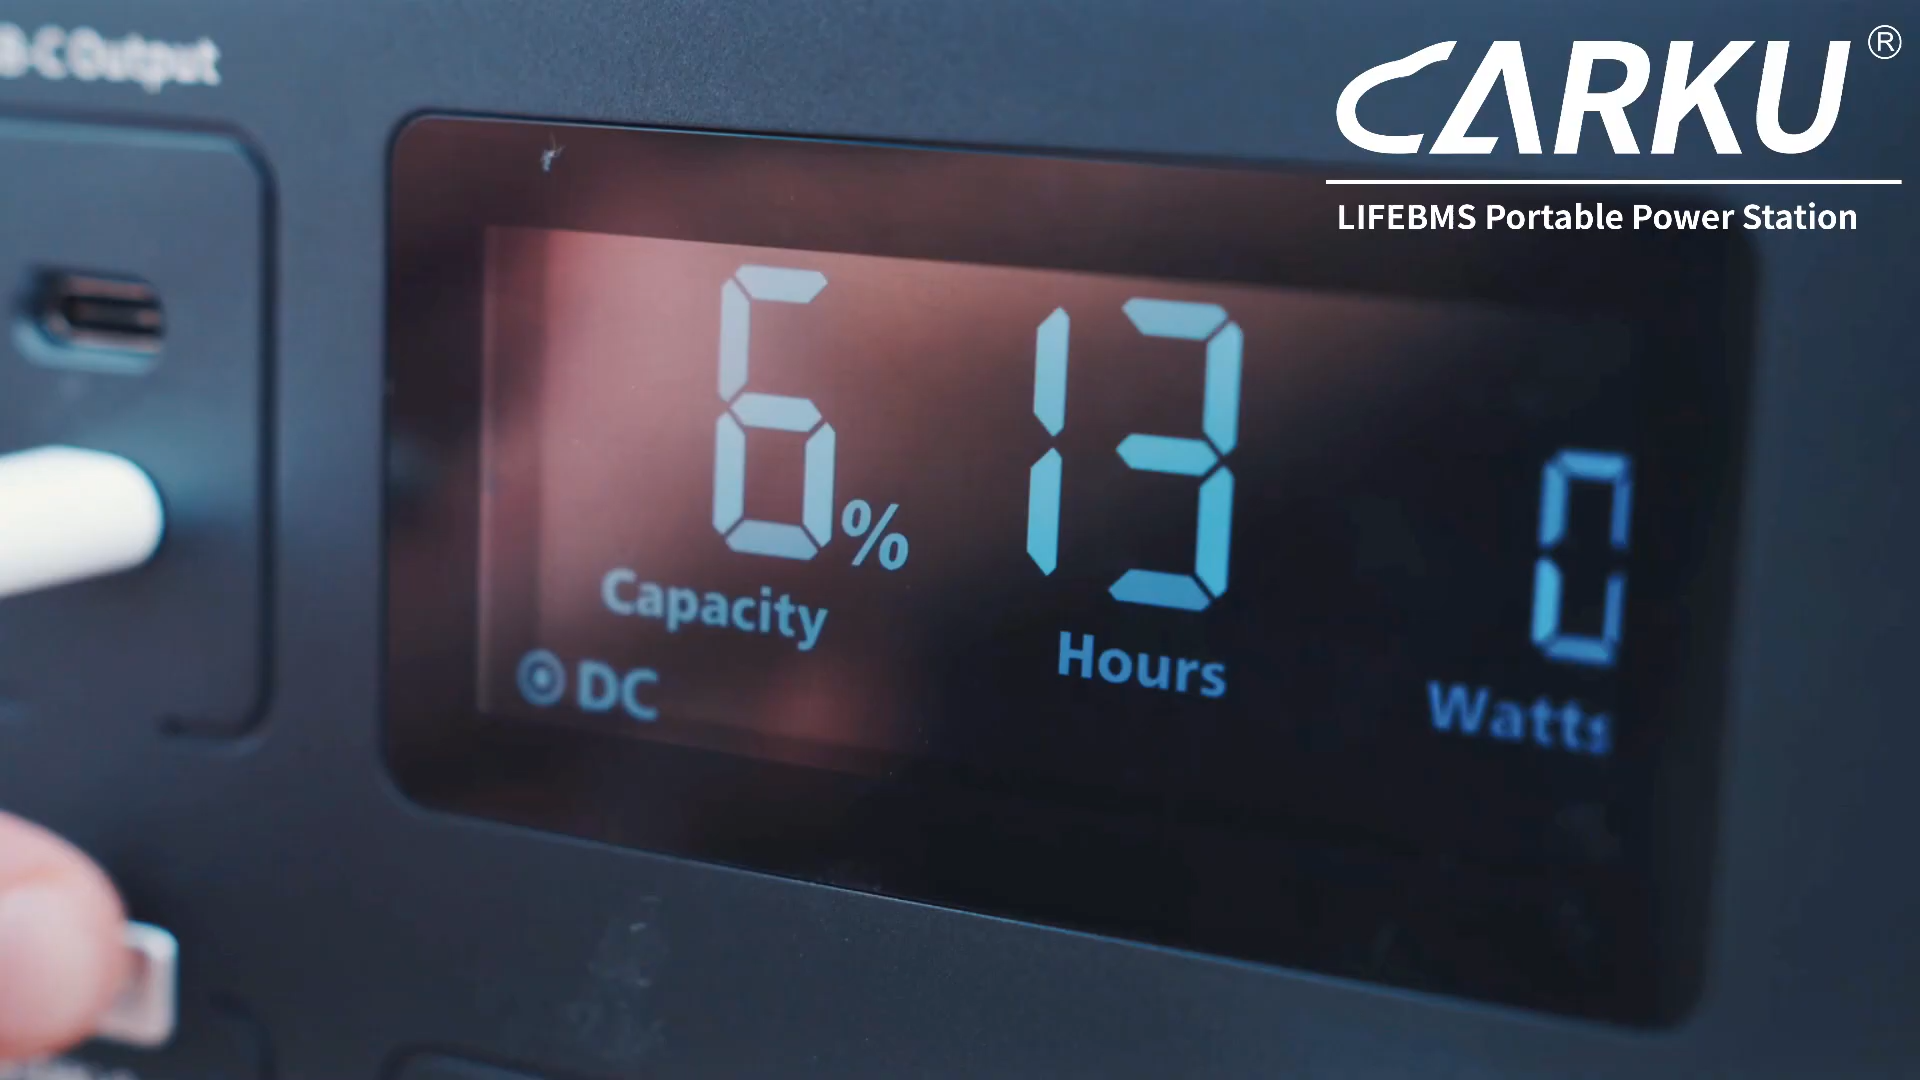 B-C Output
CARKU®
LIFEBMS Portable Power Station
6% 13 0
Capacity Hours Watts
DC